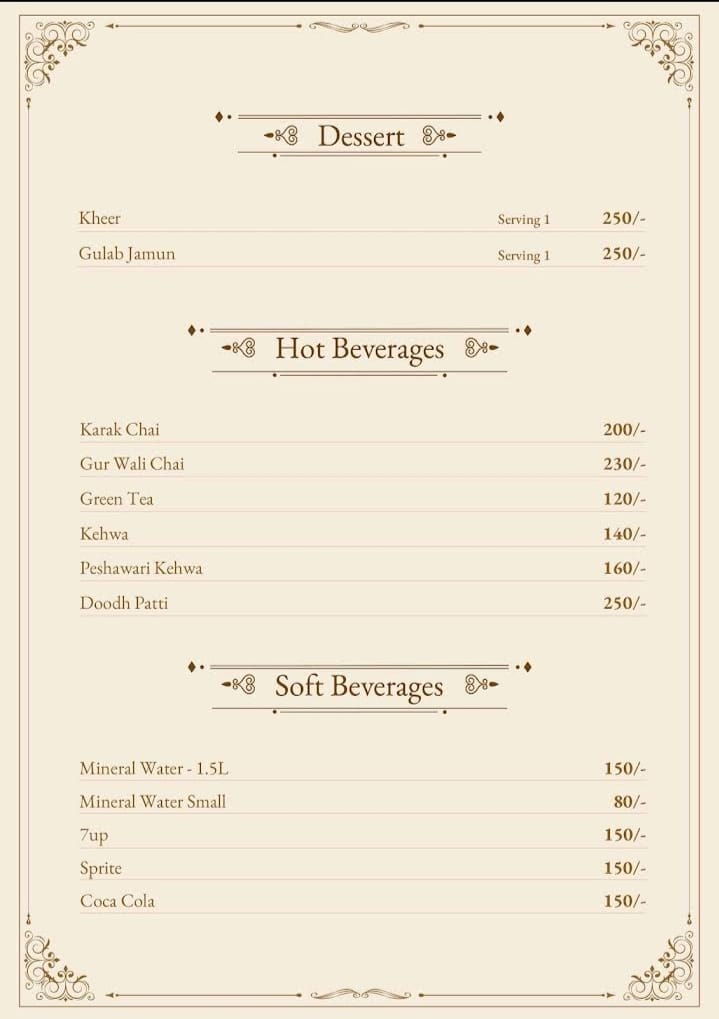 Dessert
Kheer Serving 1 250/-
Gulab Jamun Serving 1 250/-
Hot Beverages
Karak Chai 200/-
Gur Wali Chai 230/-
Green Tea 120/-
Kehwa 140/-
Peshawari Kehwa 160/-
Doodh Patti 250/-
Soft Beverages
Mineral Water - 1.5L 150/-
Mineral Water Small 80/-
7up 150/-
Sprite 150/-
Coca Cola 150/-